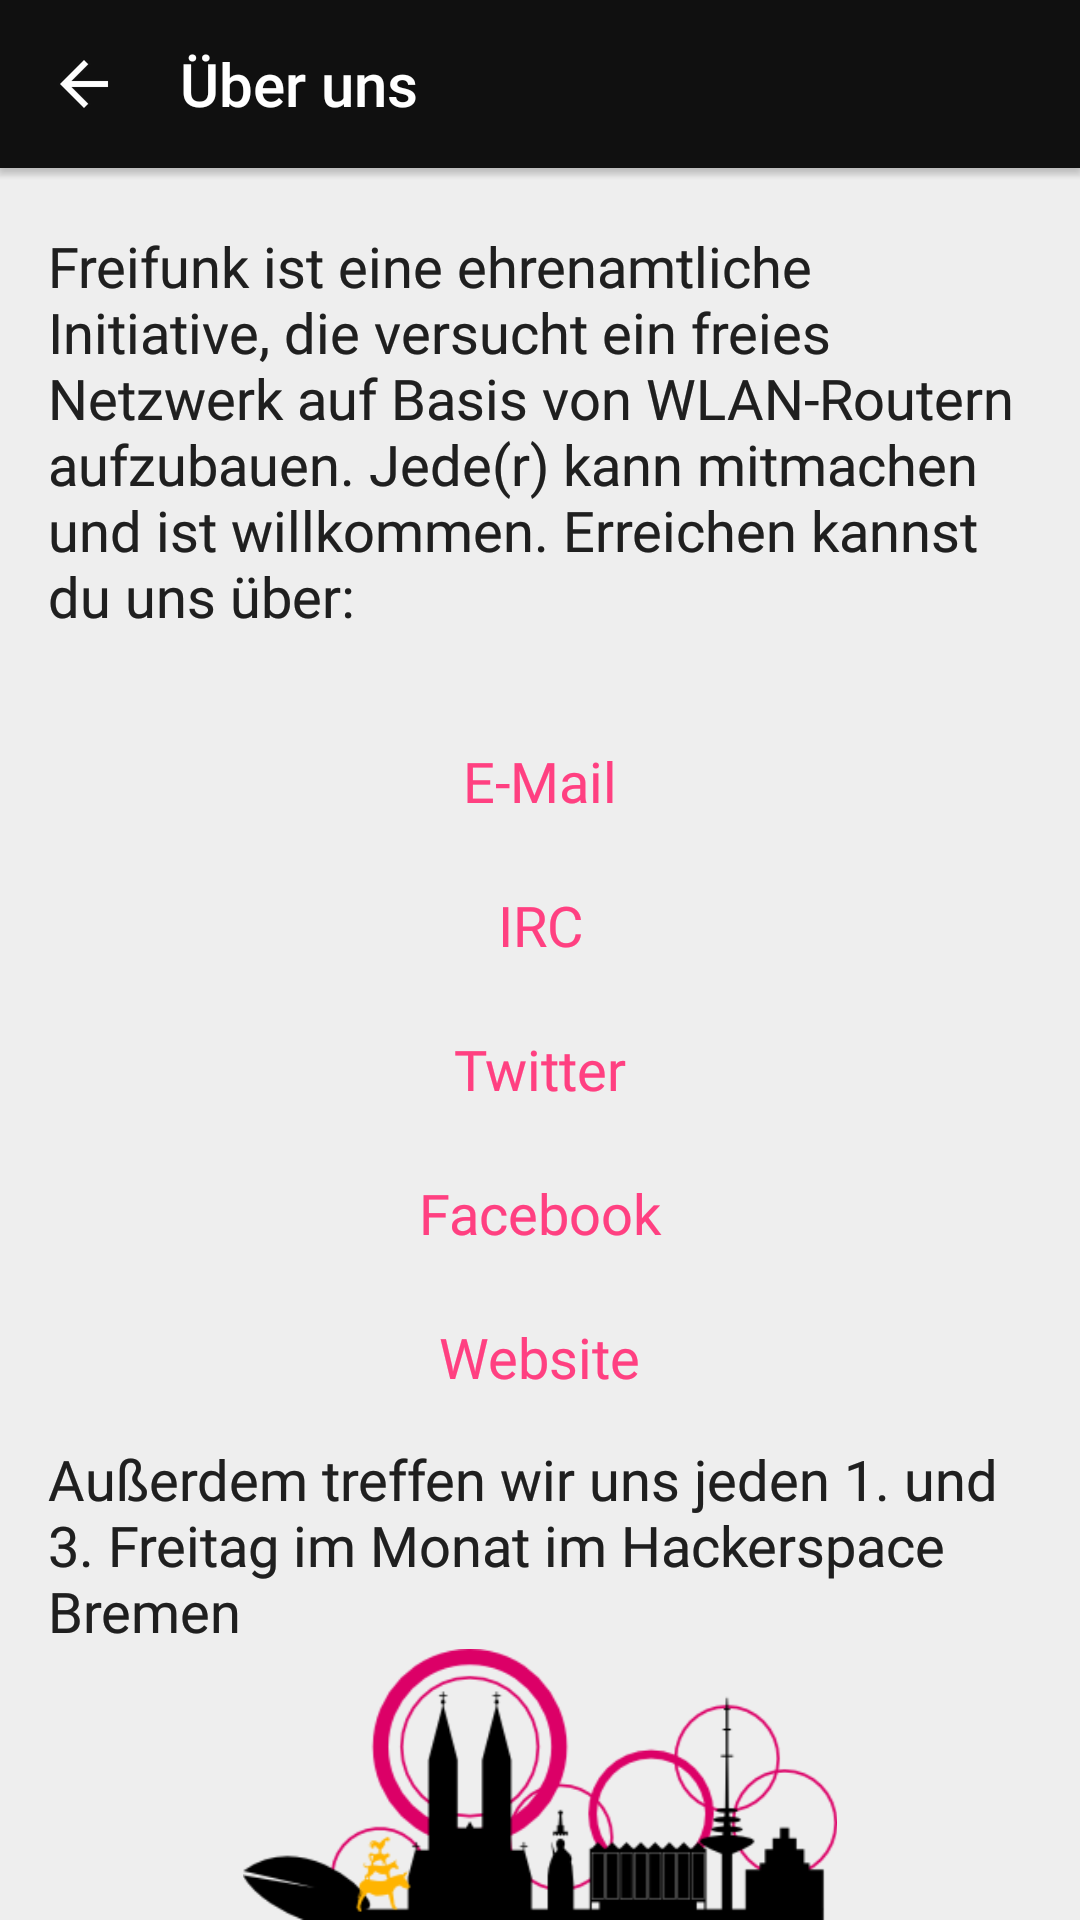 Über uns
Freifunk ist eine ehrenamtliche
Initiative, die versucht ein freies
Netzwerk auf Basis von WLAN-Routern
aufzubauen. Jede(r) kann mitmachen
und ist willkommen. Erreichen kannst
du uns über:
E-Mail
IRC
Twitter
Facebook
Website
Außerdem treffen wir uns jeden 1. und
3. Freitag im Monat im Hackerspace
Bremen